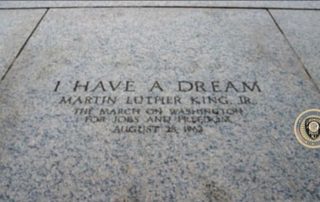 I HAVE A DREAM
MARTIN LUTHER KING, JR.
THE MARCH ON WASHINGTON
FOR JOBS AND FREEDOM
AUGUST 28, 1963